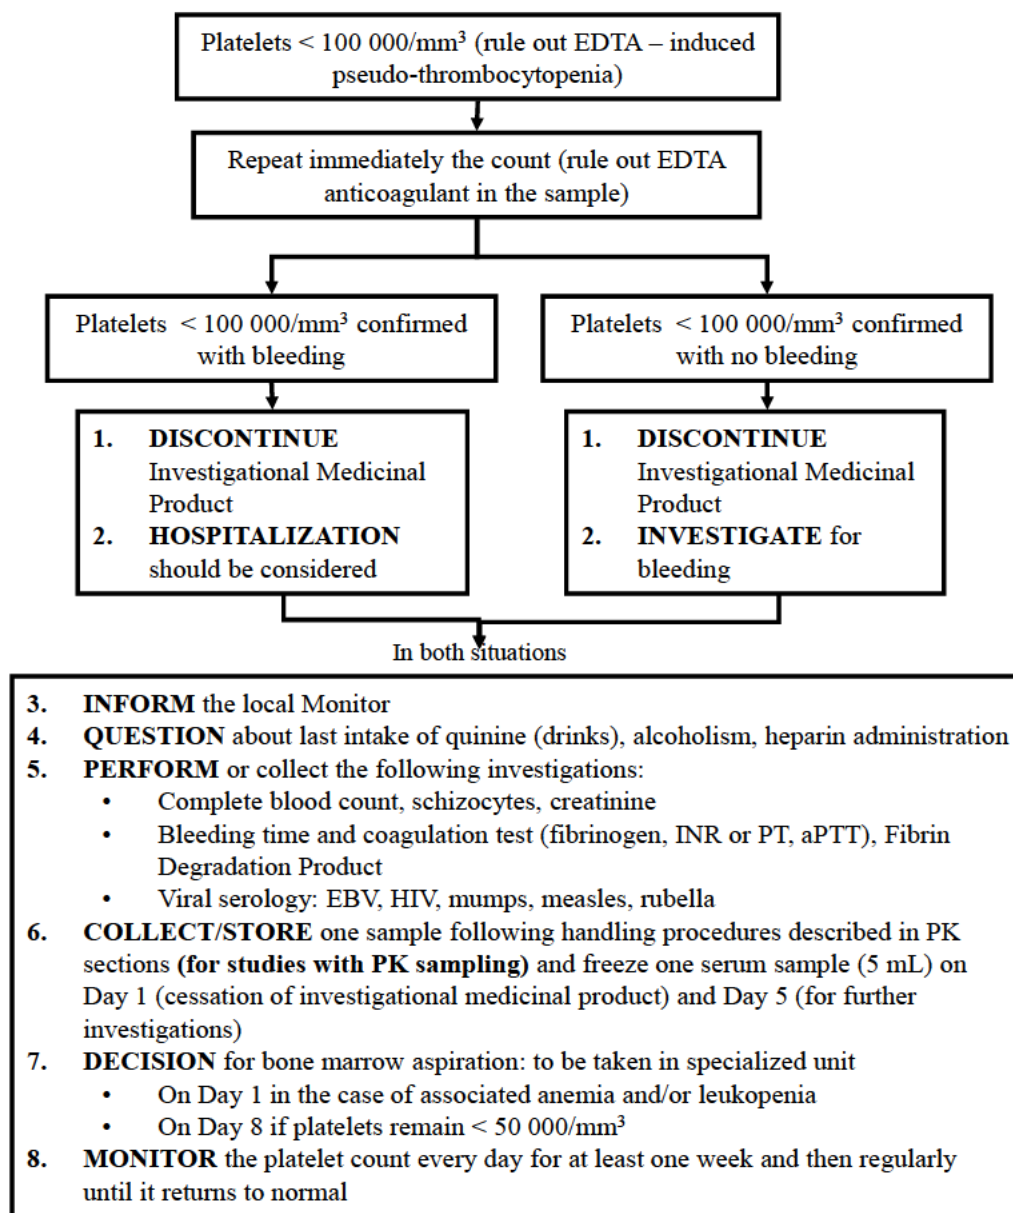 Platelets < 100 000/mm³ (rule out EDTA – induced
pseudo-thrombocytopenia)
Repeat immediately the count (rule out EDTA
anticoagulant in the sample)
Platelets < 100 000/mm³ confirmed
with bleeding
Platelets < 100 000/mm³ confirmed
with no bleeding
1. DISCONTINUE
Investigational Medicinal
Product
2. HOSPITALIZATION
should be considered
1. DISCONTINUE
Investigational Medicinal
Product
2. INVESTIGATE for
bleeding
In both situations
3. INFORM the local Monitor
4. QUESTION about last intake of quinine (drinks), alcoholism, heparin administration
5. PERFORM or collect the following investigations:
• Complete blood count, schizocytes, creatinine
• Bleeding time and coagulation test (fibrinogen, INR or PT, aPTT), Fibrin
Degradation Product
• Viral serology: EBV, HIV, mumps, measles, rubella
6. COLLECT/STORE one sample following handling procedures described in PK
sections (for studies with PK sampling) and freeze one serum sample (5 mL) on
Day 1 (cessation of investigational medicinal product) and Day 5 (for further
investigations)
7. DECISION for bone marrow aspiration: to be taken in specialized unit
• On Day 1 in the case of associated anemia and/or leukopenia
• On Day 8 if platelets remain < 50 000/mm³
8. MONITOR the platelet count every day for at least one week and then regularly
until it returns to normal